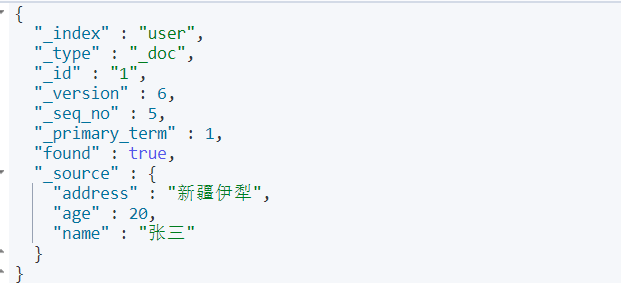 {
  "_index" : "user",
  "_type" : "_doc",
  "_id" : "1",
  "_version" : 6,
  "_seq_no" : 5,
  "_primary_term" : 1,
  "found" : true,
  "_source" : {
    "address" : "新疆伊犁",
    "age" : 20,
    "name" : "张三"
  }
}